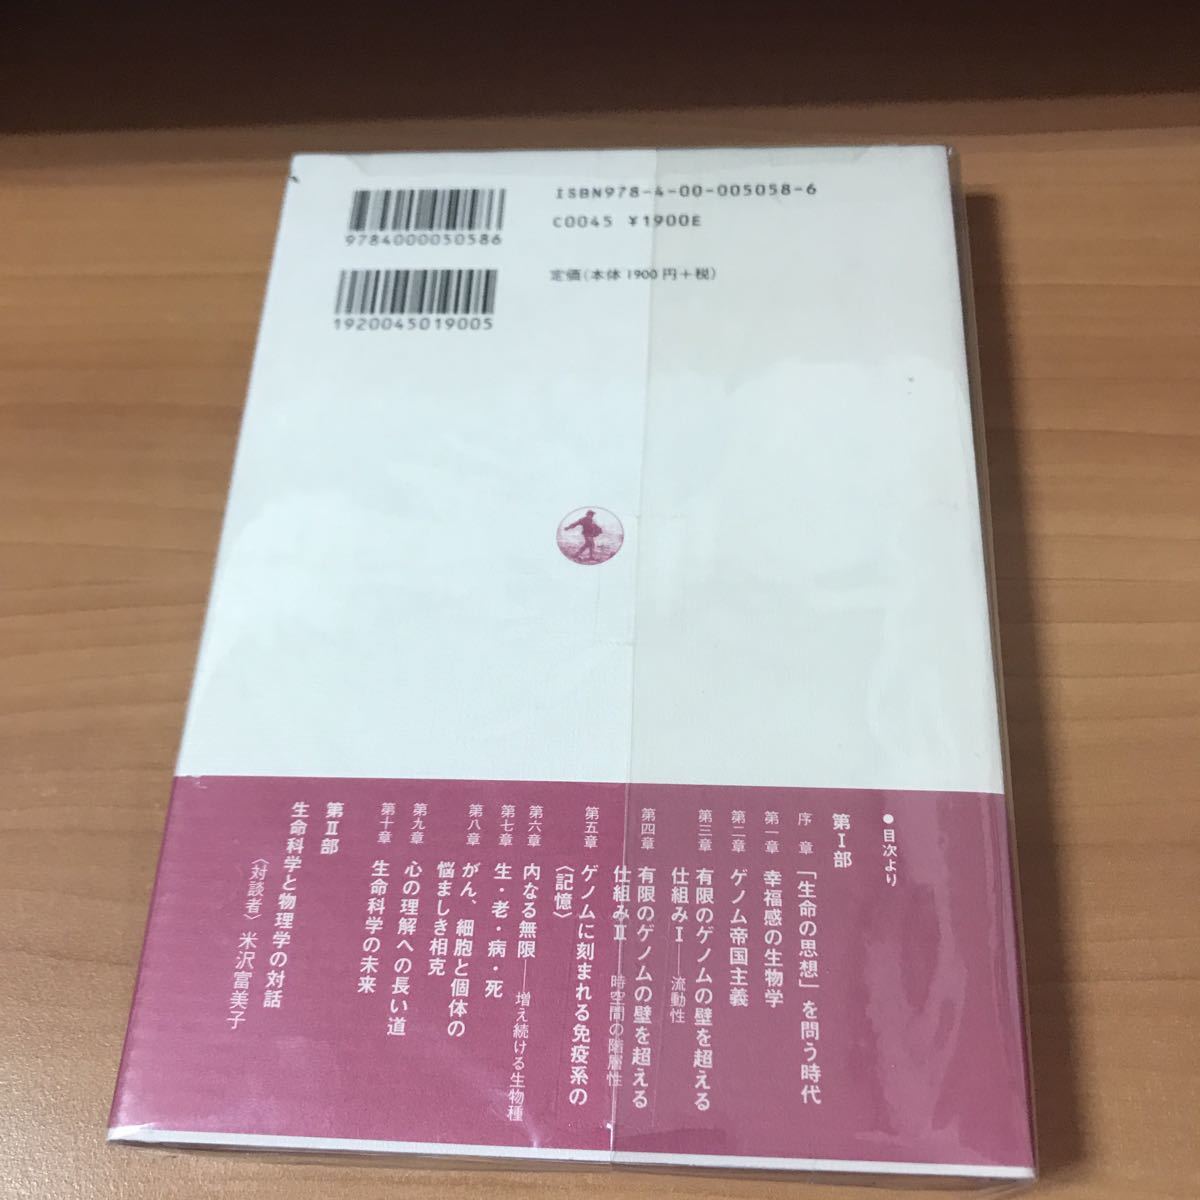 ISBN978-4-00-005058-6
C0045 ¥1900E
9784000050586
定価(本体1900円+税)
1920045019005
●目次より
第Ⅰ部
序 章 「生命の思想」を問う時代
第一章 幸福感の生物学
第二章 ゲノム帝国主義
第三章 有限のゲノムの壁を超える
仕組みⅠ──流動性
第四章 有限のゲノムの壁を超える
仕組みⅡ──時空間の階層性
第五章 ゲノムに刻まれる免疫系の
〈記憶〉
第六章 内なる無限──増え続ける生物種
第七章 生・老・病・死
第八章 がん、細胞と個体の
悩ましき相克
第九章 心の理解への長い道
第十章 生命科学の未来
第Ⅱ部
生命科学と物理学の対話
〈対談者〉 米沢富美子